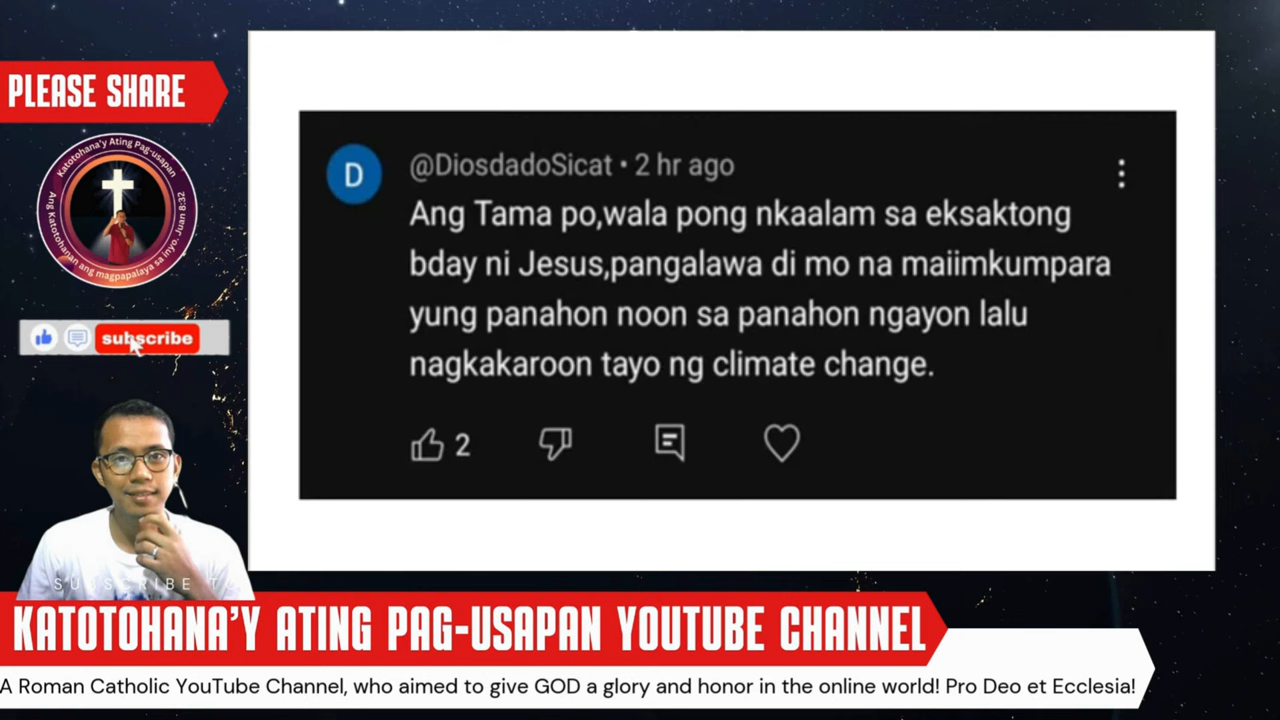 PLEASE SHARE
Katotohana'y Ating Pag-usapan
Ang Katotohanan ang magpapalaya sa inyo. Juan 8:32
subscribe
D
@DiosdadoSicat • 2 hr ago
Ang Tama po,wala pong nkaalam sa eksaktong
bday ni Jesus,pangalawa di mo na maiimkumpara
yung panahon noon sa panahon ngayon lalu
nagkakaroon tayo ng climate change.
2
SUBSCRIBE
KATOTOHANA'Y ATING PAG-USAPAN YOUTUBE CHANNEL
A Roman Catholic YouTube Channel, who aimed to give GOD a glory and honor in the online world! Pro Deo et Ecclesia!